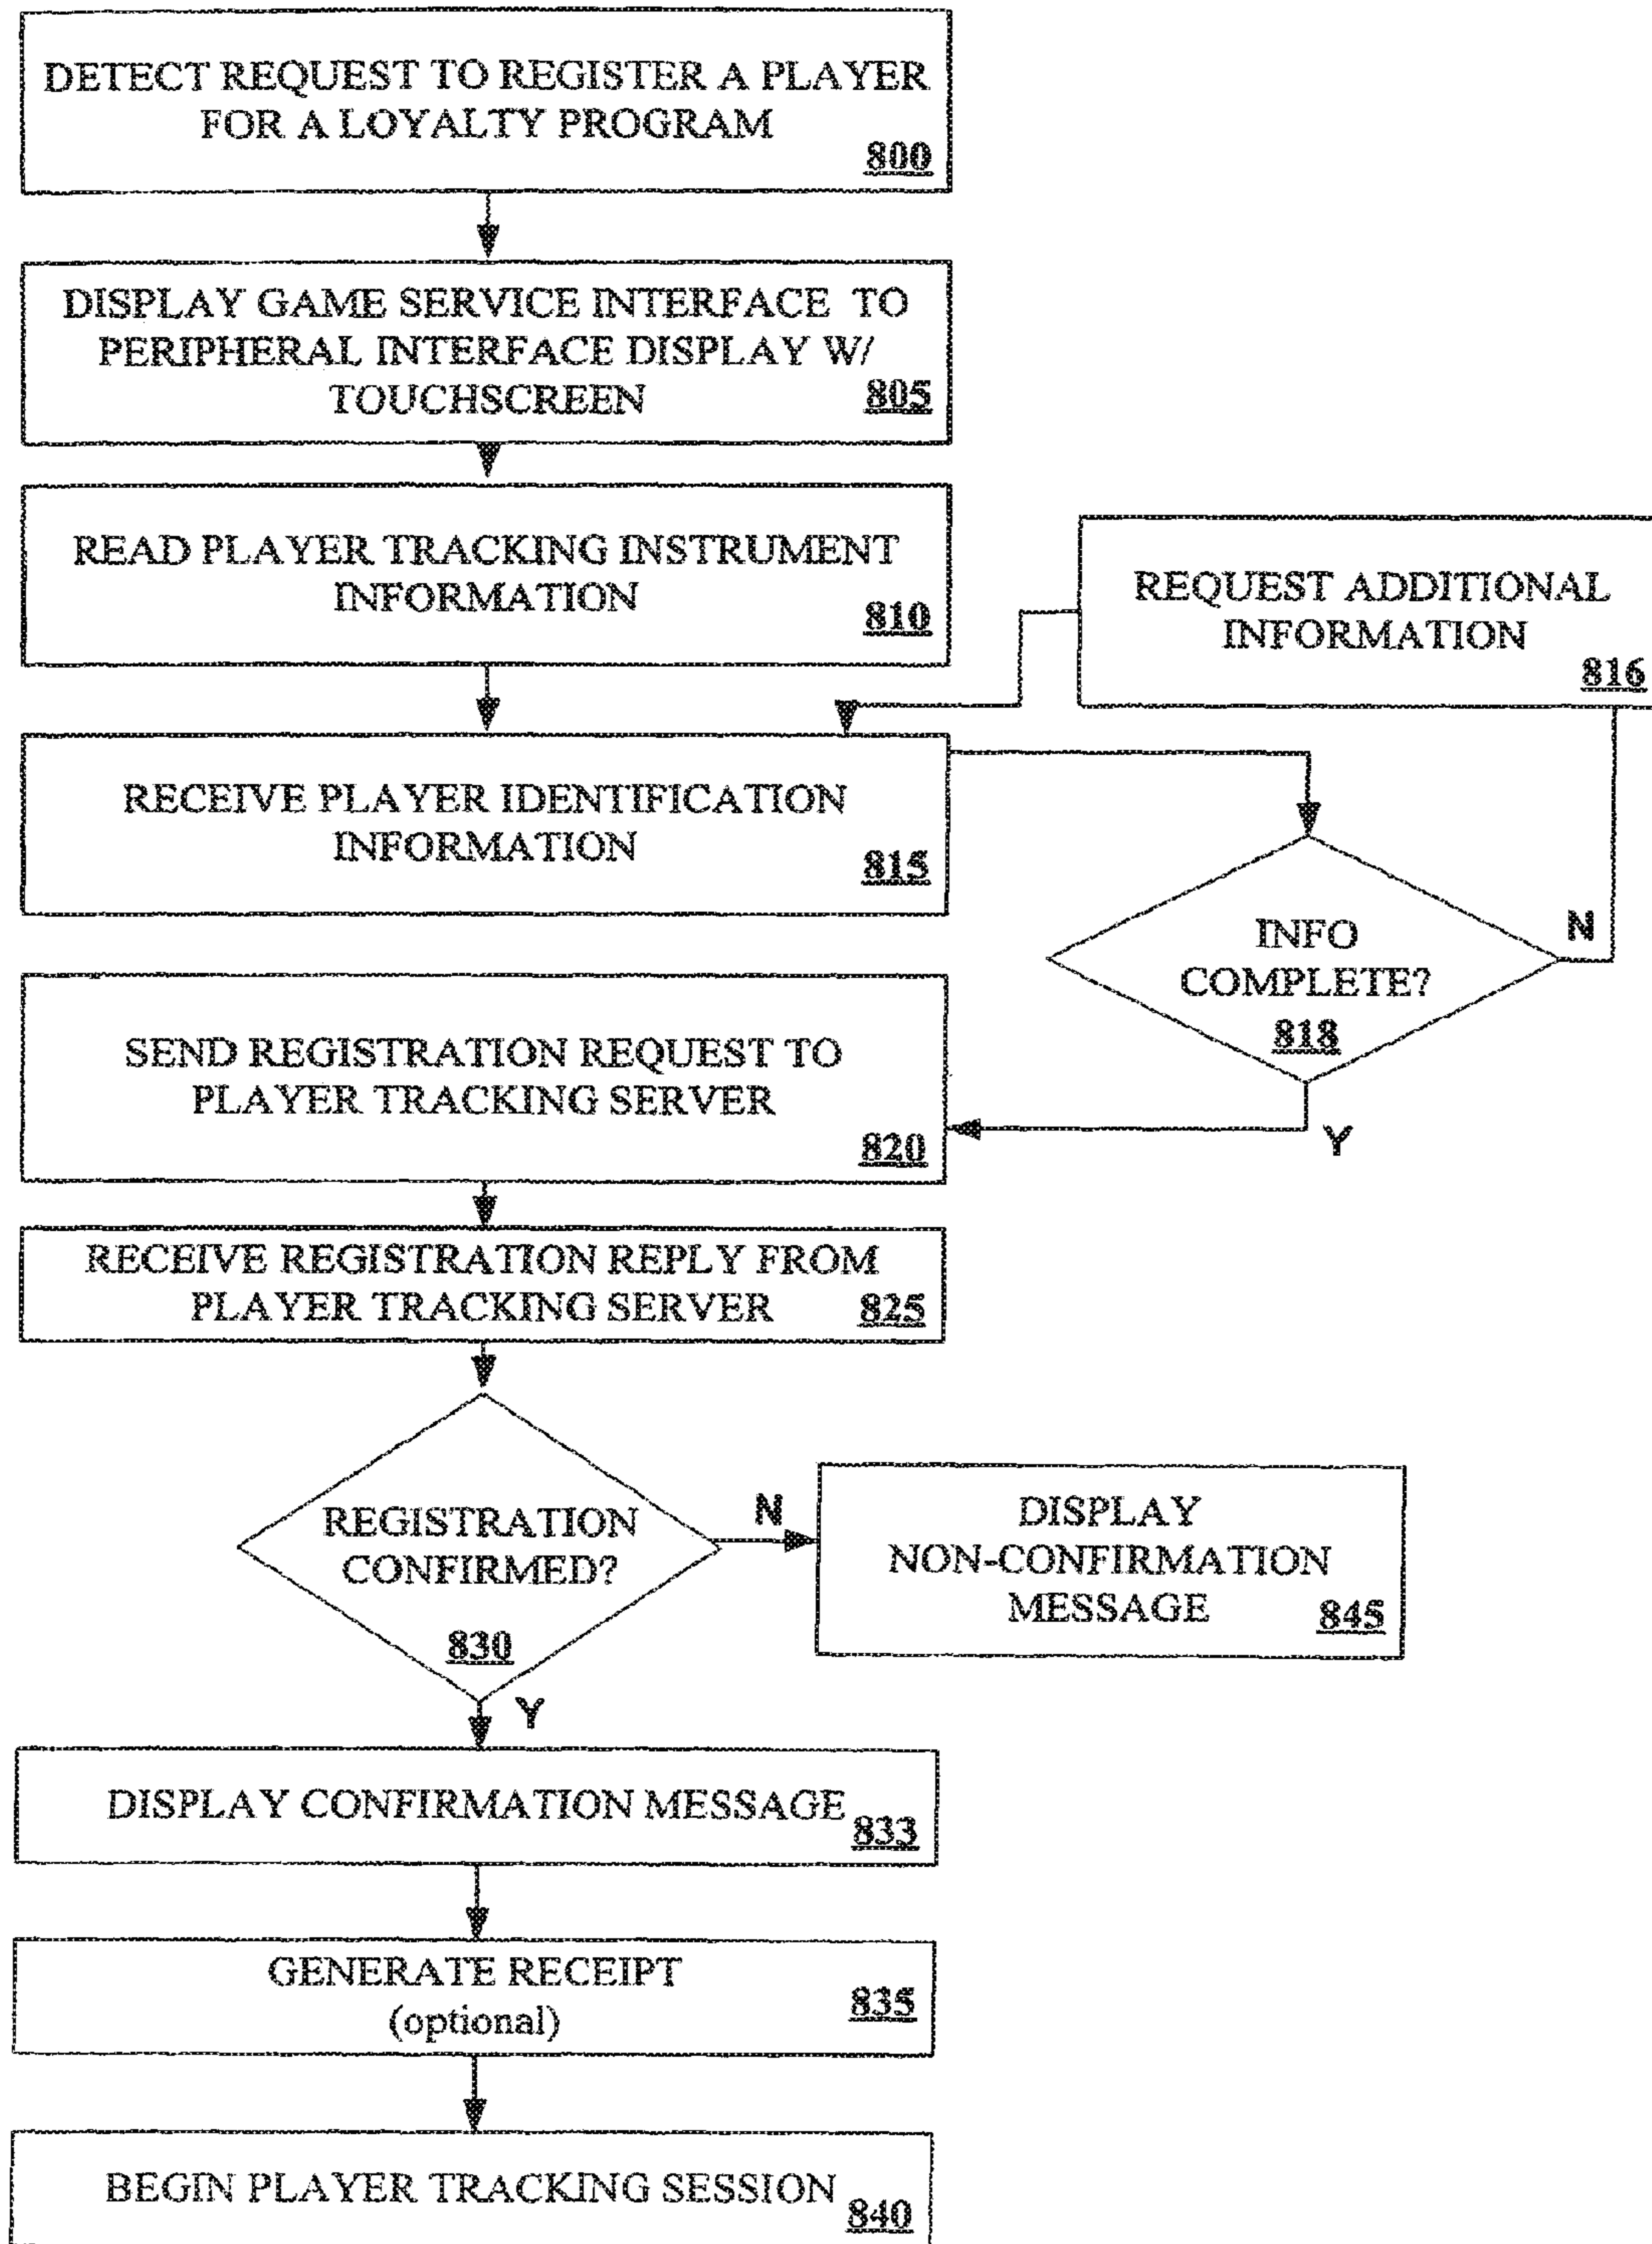 DETECT REQUEST TO REGISTER A PLAYER
FOR A LOYALTY PROGRAM
800
DISPLAY GAME SERVICE INTERFACE TO
PERIPHERAL INTERFACE DISPLAY W/
TOUCHSCREEN 805
READ PLAYER TRACKING INSTRUMENT
INFORMATION
810
REQUEST ADDITIONAL
INFORMATION
816
RECEIVE PLAYER IDENTIFICATION
INFORMATION
815
INFO
COMPLETE?
818
N
Y
SEND REGISTRATION REQUEST TO
PLAYER TRACKING SERVER
820
RECEIVE REGISTRATION REPLY FROM
PLAYER TRACKING SERVER 825
REGISTRATION
CONFIRMED?
830
N
DISPLAY
NON-CONFIRMATION
MESSAGE 845
Y
DISPLAY CONFIRMATION MESSAGE
833
GENERATE RECEIPT
(optional)
835
BEGIN PLAYER TRACKING SESSION
840